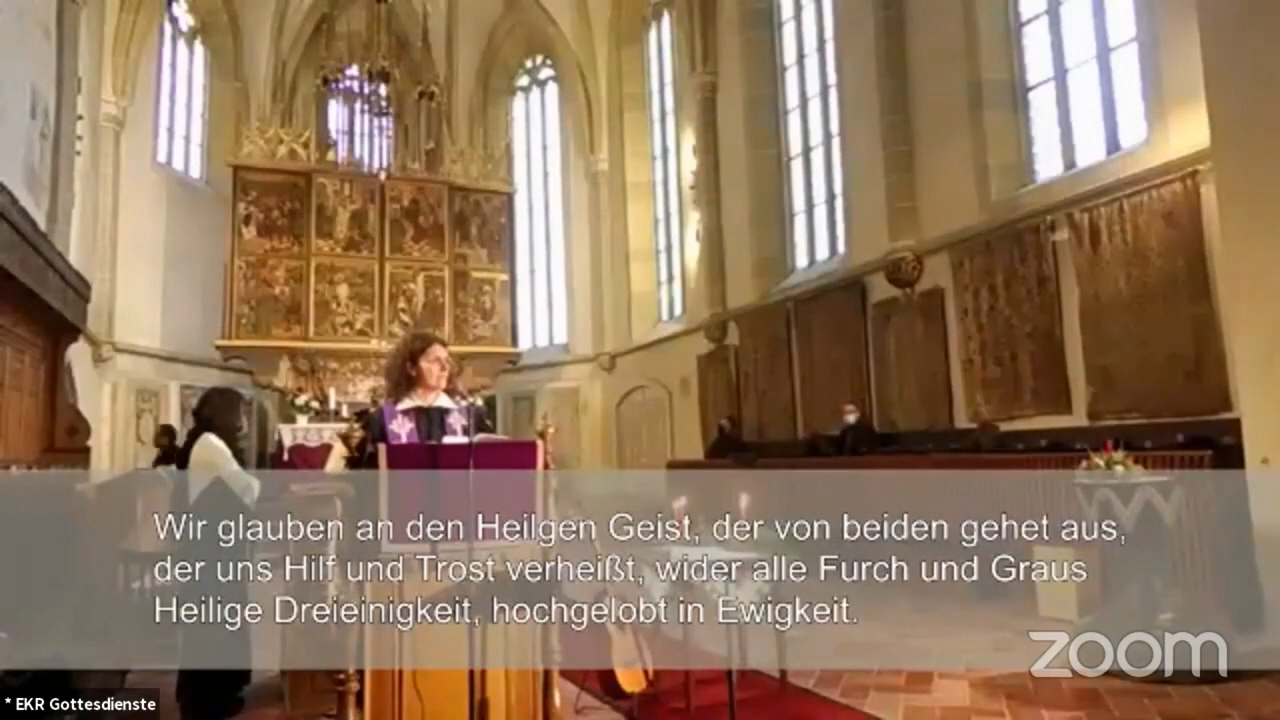 Wir glauben an den Heilgen Geist, der von beiden gehet aus,
der uns Hilf und Trost verheißt, wider alle Furch und Graus
Heilige Dreieinigkeit, hochgelobt in Ewigkeit.
zoom
* EKR Gottesdienste